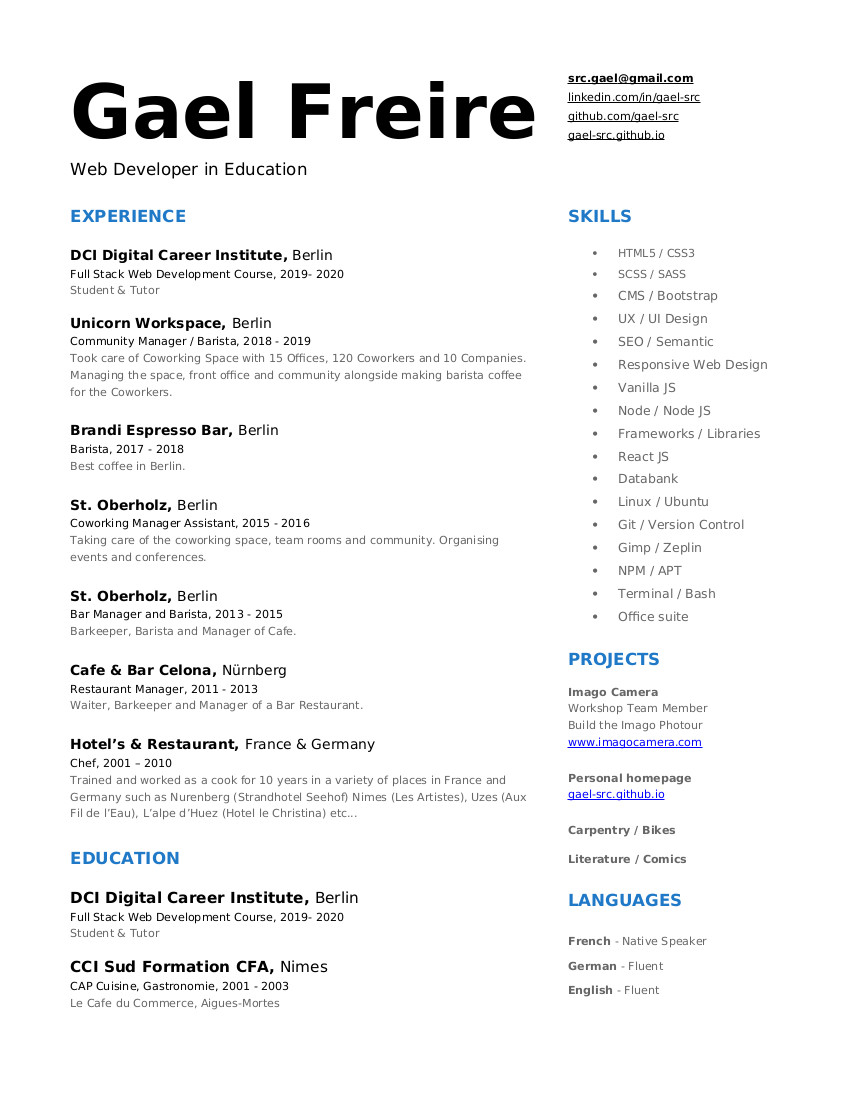 Gael Freire
Web Developer in Education
src.gael@gmail.com
linkedin.com/in/gael-src
github.com/gael-src
gael-src.github.io
EXPERIENCE
DCI Digital Career Institute, Berlin
Full Stack Web Development Course, 2019- 2020
Student & Tutor
Unicorn Workspace, Berlin
Community Manager / Barista, 2018 - 2019
Took care of Coworking Space with 15 Offices, 120 Coworkers and 10 Companies.
Managing the space, front office and community alongside making barista coffee
for the Coworkers.
Brandi Espresso Bar, Berlin
Barista, 2017 - 2018
Best coffee in Berlin.
St. Oberholz, Berlin
Coworking Manager Assistant, 2015 - 2016
Taking care of the coworking space, team rooms and community. Organising
events and conferences.
St. Oberholz, Berlin
Bar Manager and Barista, 2013 - 2015
Barkeeper, Barista and Manager of Cafe.
Cafe & Bar Celona, Nürnberg
Restaurant Manager, 2011 - 2013
Waiter, Barkeeper and Manager of a Bar Restaurant.
Hotel’s & Restaurant, France & Germany
Chef, 2001 – 2010
Trained and worked as a cook for 10 years in a variety of places in France and
Germany such as Nurenberg (Strandhotel Seehof) Nimes (Les Artistes), Uzes (Aux
Fil de l’Eau), L’alpe d’Huez (Hotel le Christina) etc...
EDUCATION
DCI Digital Career Institute, Berlin
Full Stack Web Development Course, 2019- 2020
Student & Tutor
CCI Sud Formation CFA, Nimes
CAP Cuisine, Gastronomie, 2001 - 2003
Le Cafe du Commerce, Aigues-Mortes
SKILLS
• HTML5 / CSS3
• SCSS / SASS
• CMS / Bootstrap
• UX / UI Design
• SEO / Semantic
• Responsive Web Design
• Vanilla JS
• Node / Node JS
• Frameworks / Libraries
• React JS
• Databank
• Linux / Ubuntu
• Git / Version Control
• Gimp / Zeplin
• NPM / APT
• Terminal / Bash
• Office suite
PROJECTS
Imago Camera
Workshop Team Member
Build the Imago Photour
www.imagocamera.com
Personal homepage
gael-src.github.io
Carpentry / Bikes
Literature / Comics
LANGUAGES
French - Native Speaker
German - Fluent
English - Fluent